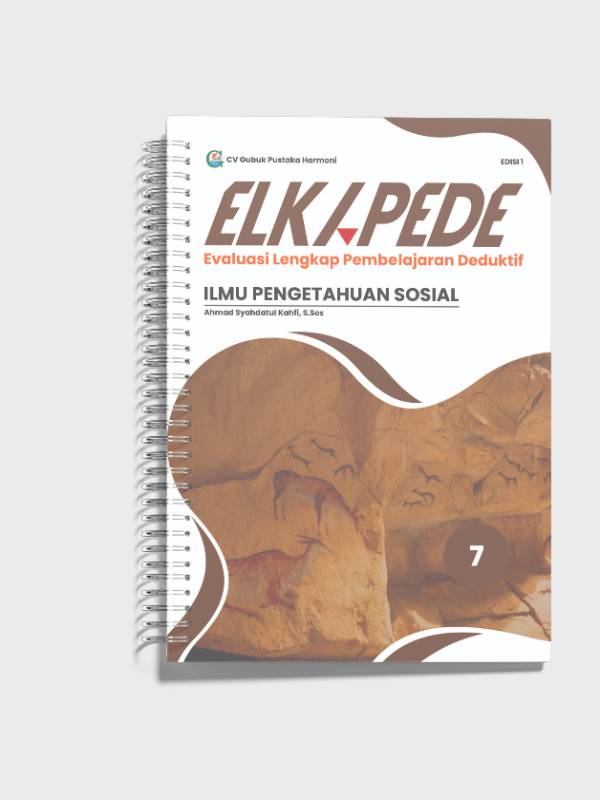 CV Gubuk Pustaka Harmoni
EDISI 1
ELKAPEDE
Evaluasi Lengkap Pembelajaran Deduktif
ILMU PENGETAHUAN SOSIAL
Ahmad Syahdatul Kahfi, S.Sos
7